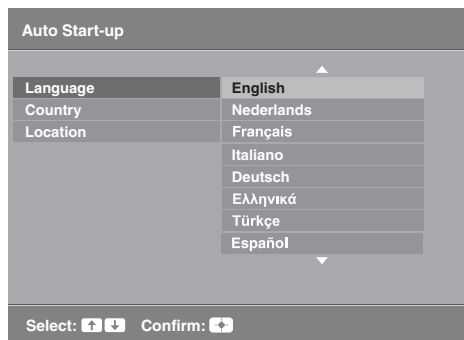 Auto Start-up
Language
Country
Location
English
Nederlands
Français
Italiano
Deutsch
Ελληνικά
Türkçe
Español
Select: Confirm: